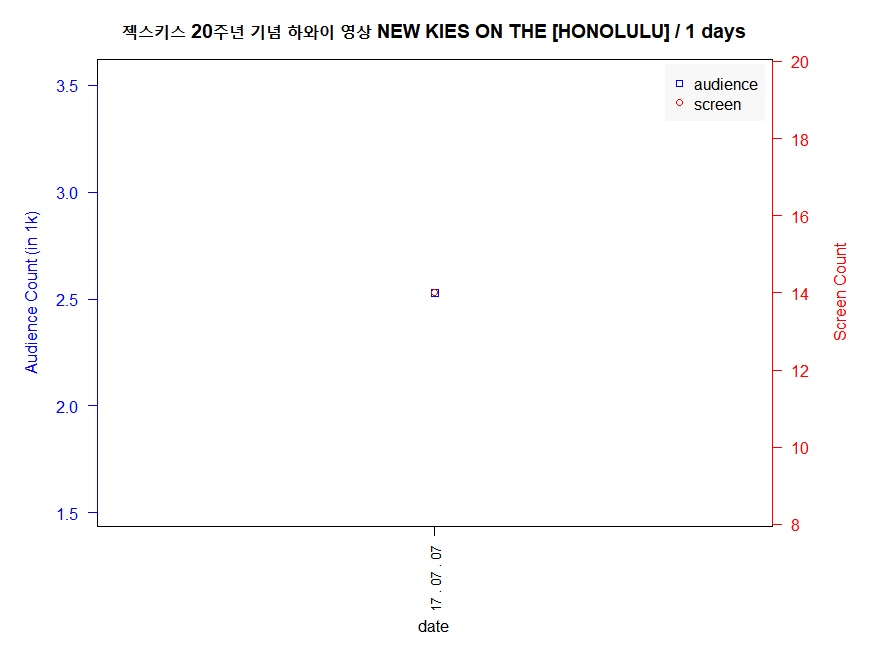 젝스키스 20주년 기념 하와이 영상 NEW KIES ON THE [HONOLULU] / 1 days
audience
screen
Audience Count (in 1k)
3.5
3.0
2.5
2.0
1.5
20
18
16
14
12
10
8
Screen Count
17 . 07 . 07
date